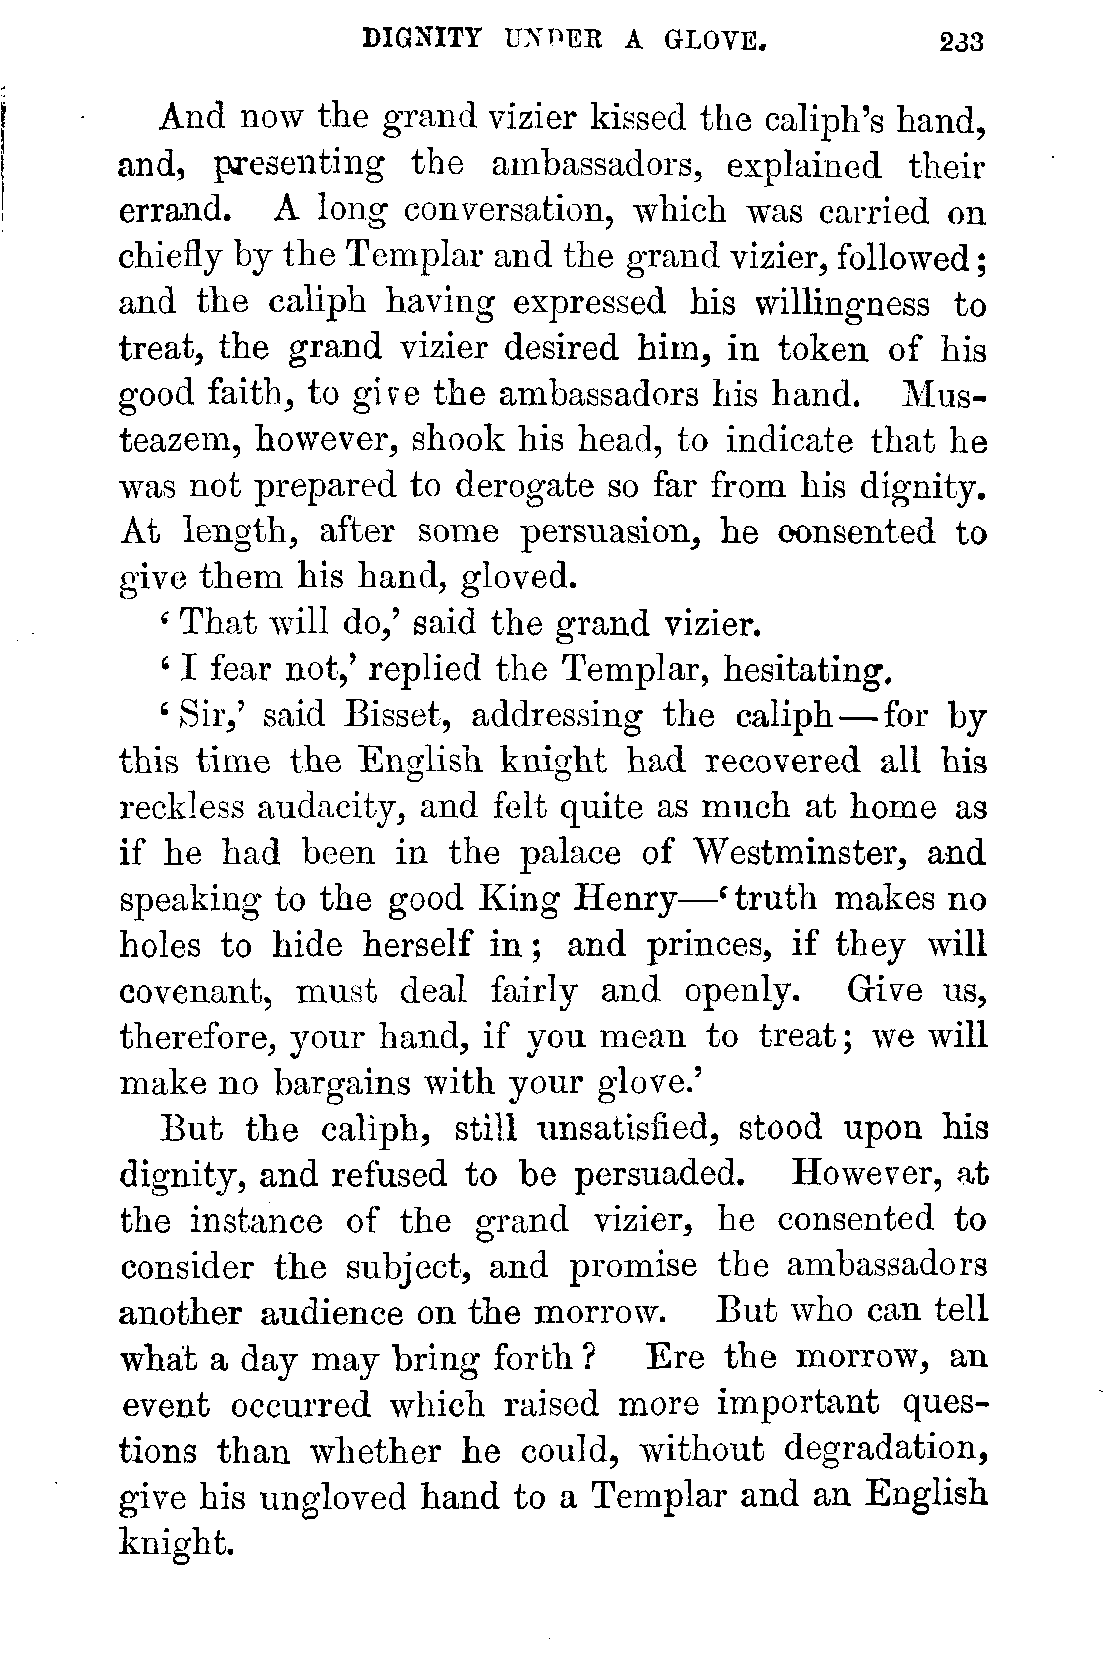 DIGNITY UNDER A GLOVE. 233
And now the grand vizier kissed the caliph's hand,
and, presenting the ambassadors, explained their
errand. A long conversation, which was carried on
chiefly by the Templar and the grand vizier, followed;
and the caliph having expressed his willingness to
treat, the grand vizier desired him, in token of his
good faith, to give the ambassadors his hand. Mus-
teazem, however, shook his head, to indicate that he
was not prepared to derogate so far from his dignity.
At length, after some persuasion, he consented to
give them his hand, gloved.
‘That will do,’ said the grand vizier.
‘I fear not,’ replied the Templar, hesitating.
‘Sir,’ said Bisset, addressing the caliph—for by
this time the English knight had recovered all his
reckless audacity, and felt quite as much at home as
if he had been in the palace of Westminster, and
speaking to the good King Henry—‘truth makes no
holes to hide herself in; and princes, if they will
covenant, must deal fairly and openly. Give us,
therefore, your hand, if you mean to treat; we will
make no bargains with your glove.’
But the caliph, still unsatisfied, stood upon his
dignity, and refused to be persuaded. However, at
the instance of the grand vizier, he consented to
consider the subject, and promise the ambassadors
another audience on the morrow. But who can tell
what a day may bring forth? Ere the morrow, an
event occurred which raised more important ques-
tions than whether he could, without degradation,
give his ungloved hand to a Templar and an English
knight.